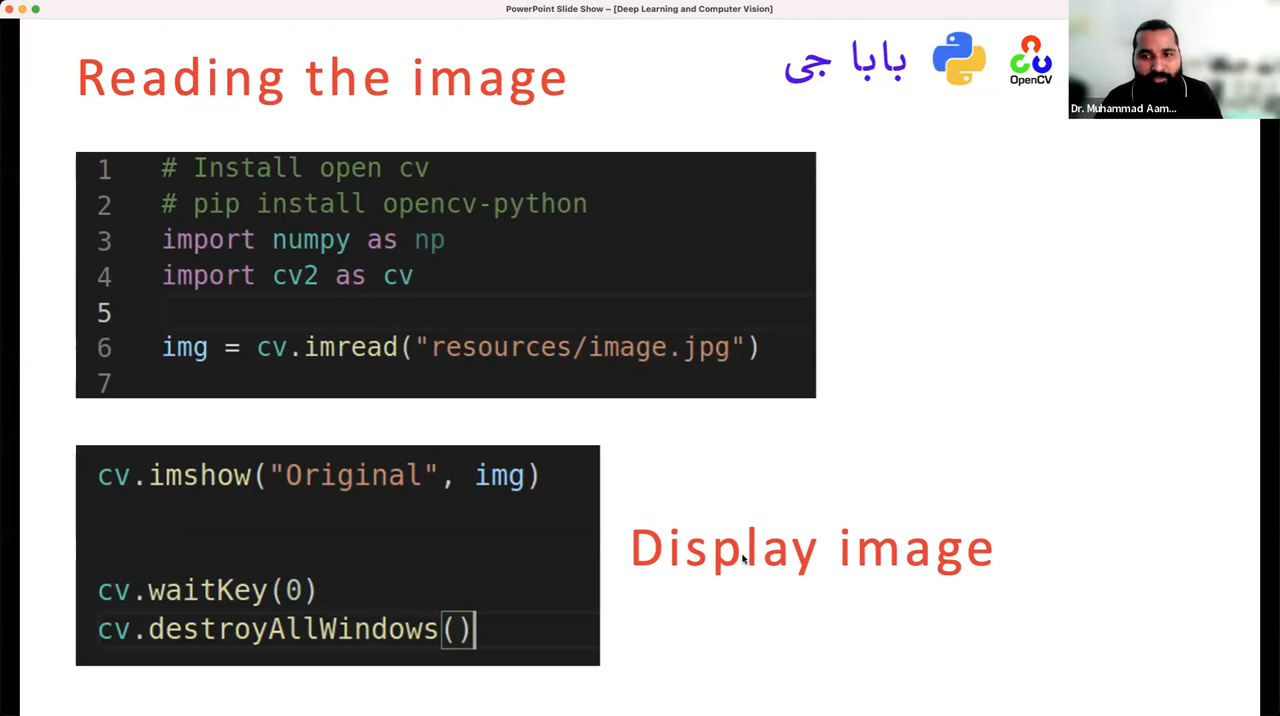 PowerPoint Slide Show – [Deep Learning and Computer Vision]
Reading the image
بابا جی
OpenCV
Dr. Muhammad Aam...
1 # Install open cv
2 # pip install opencv-python
3 import numpy as np
4 import cv2 as cv
5
6 img = cv.imread("resources/image.jpg")
7
cv.imshow("Original", img)
cv.waitKey(0)
cv.destroyAllWindows()
Display image